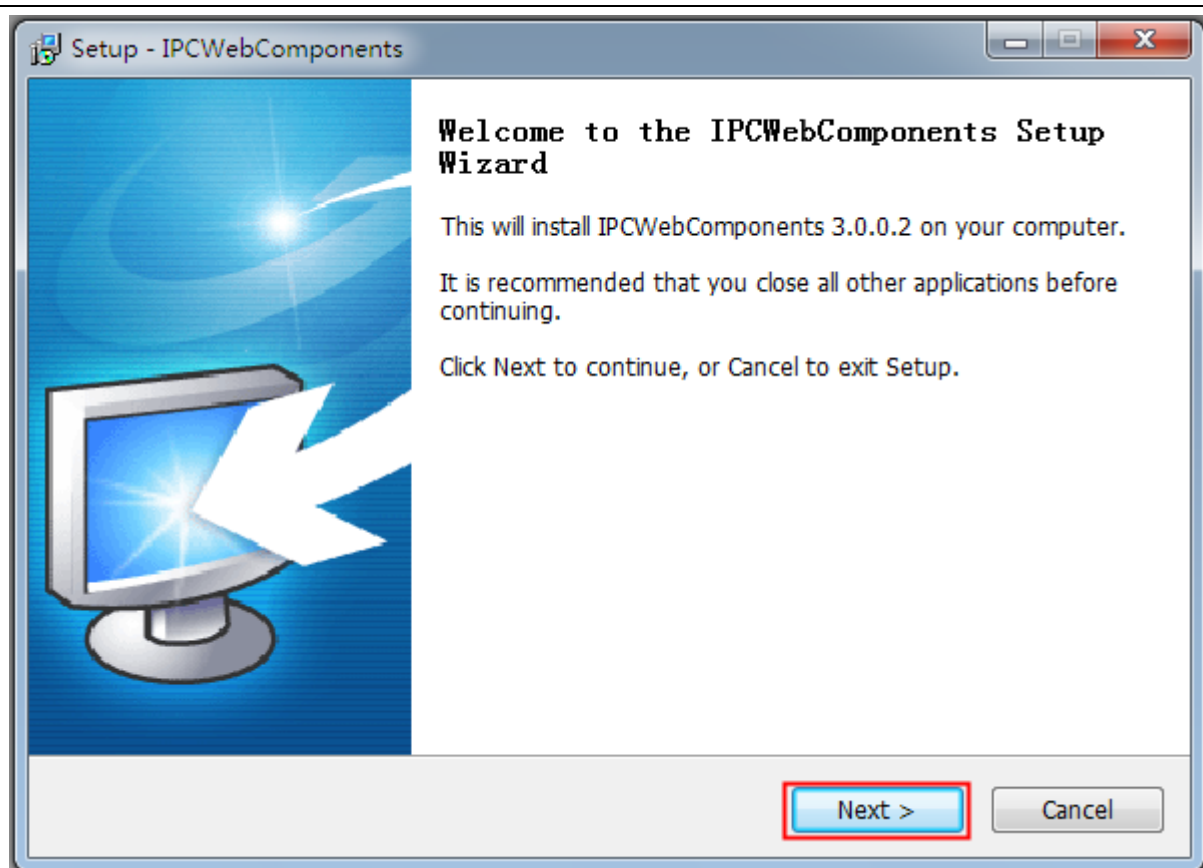 Setup - IPCWebComponents
Welcome to the IPCWebComponents Setup
Wizard
This will install IPCWebComponents 3.0.0.2 on your computer.
It is recommended that you close all other applications before
continuing.
Click Next to continue, or Cancel to exit Setup.
Next >
Cancel